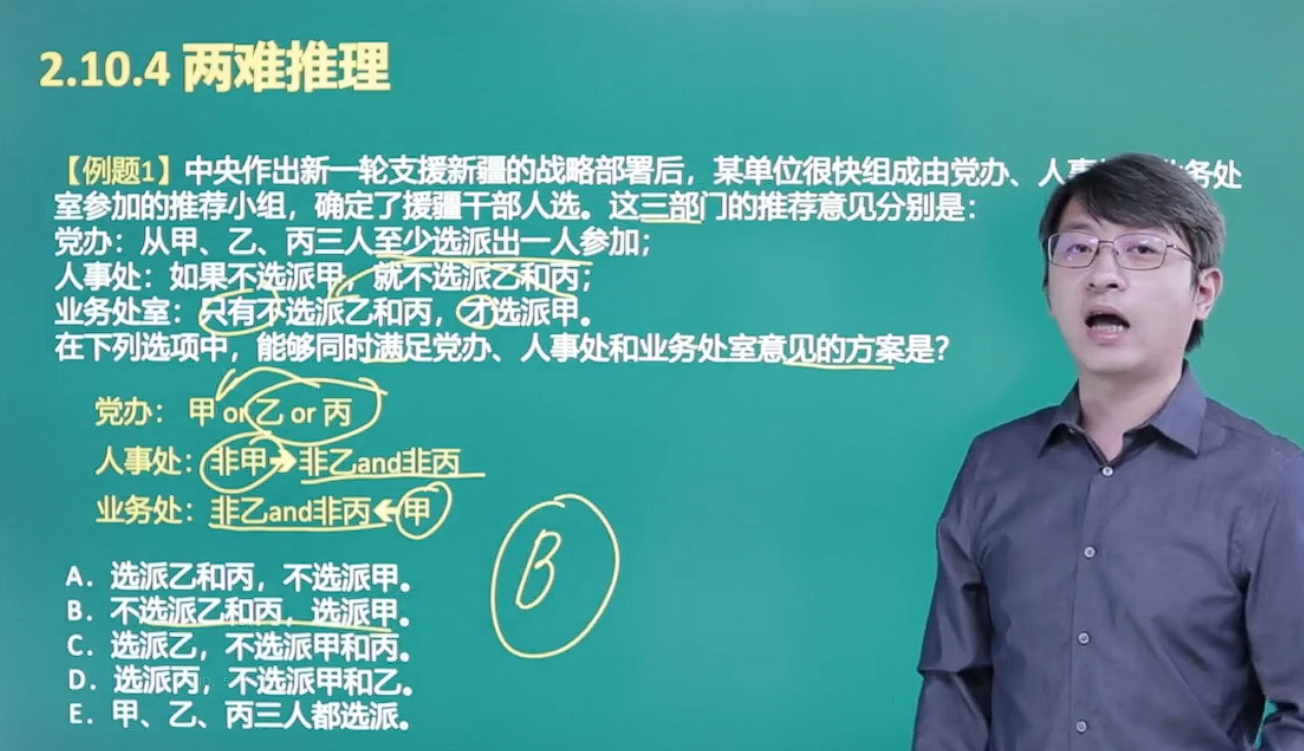 2.10.4 两难推理
【例题1】中央作出新一轮支援新疆的战略部署后，某单位很快组成由党办、人事 务处
室参加的推荐小组，确定了援疆干部人选。这三部门的推荐意见分别是：
党办：从甲、乙、丙三人至少选派出一人参加；
人事处：如果不选派甲，就不选派乙和丙；
业务处室：只有不选派乙和丙，才选派甲。
在下列选项中，能够同时满足党办、人事处和业务处室意见的方案是？
党办： 甲 or 乙 or 丙
人事处：非甲➔非乙and非丙
业务处：非乙and非丙←甲
B
A．选派乙和丙，不选派甲。
B．不选派乙和丙，选派甲。
C．选派乙，不选派甲和丙。
D．选派丙，不选派甲和乙。
E．甲、乙、丙三人都选派。